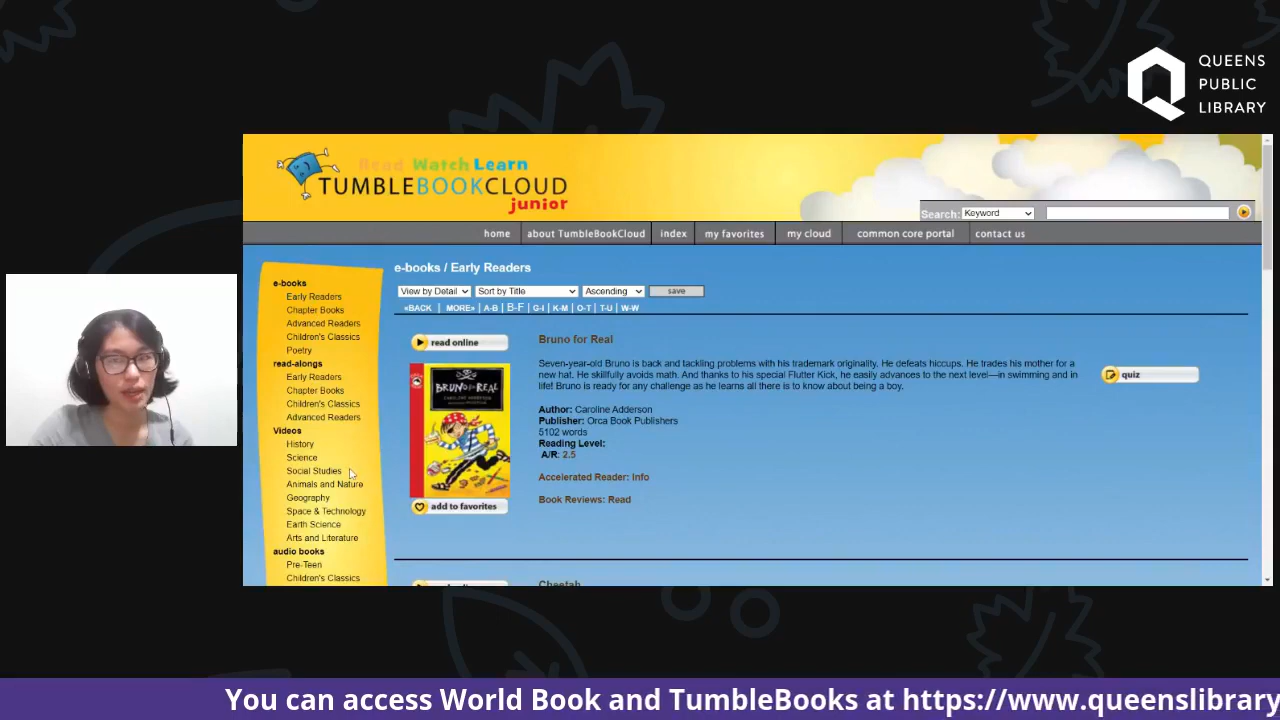 QUEENS
PUBLIC
LIBRARY
Read Watch Learn
TUMBLEBOOKCLOUD
junior
Search: Keyword
home about TumbleBookCloud index my favorites my cloud common core portal contact us
e-books
Early Readers
Chapter Books
Advanced Readers
Children's Classics
Poetry
read-alongs
Early Readers
Chapter Books
Children's Classics
Advanced Readers
Videos
History
Science
Social Studies
Animals and Nature
Geography
Space & Technology
Earth Science
Arts and Literature
audio books
Pre-Teen
Children's Classics
e-books / Early Readers
View by Detail Sort by Title Ascending save
«BACK | MORE» | A-B | B-F | G-I | K-M | O-T | T-U | W-W
read online
BRUNO FOR REAL
CAROLINE ADDERSON
add to favorites
Bruno for Real
Seven-year-old Bruno is back and tackling problems with his trademark originality. He defeats hiccups. He trades his mother for a
new hat. He skillfully avoids math. And thanks to his special Flutter Kick, he easily advances to the next level—in swimming and in
life! Bruno is ready for any challenge as he learns all there is to know about being a boy.
Author: Caroline Adderson
Publisher: Orca Book Publishers
5102 words
Reading Level:
A/R: 2.5
Accelerated Reader: Info
Book Reviews: Read
quiz
Cheetah
You can access World Book and TumbleBooks at https://www.queenslibrary